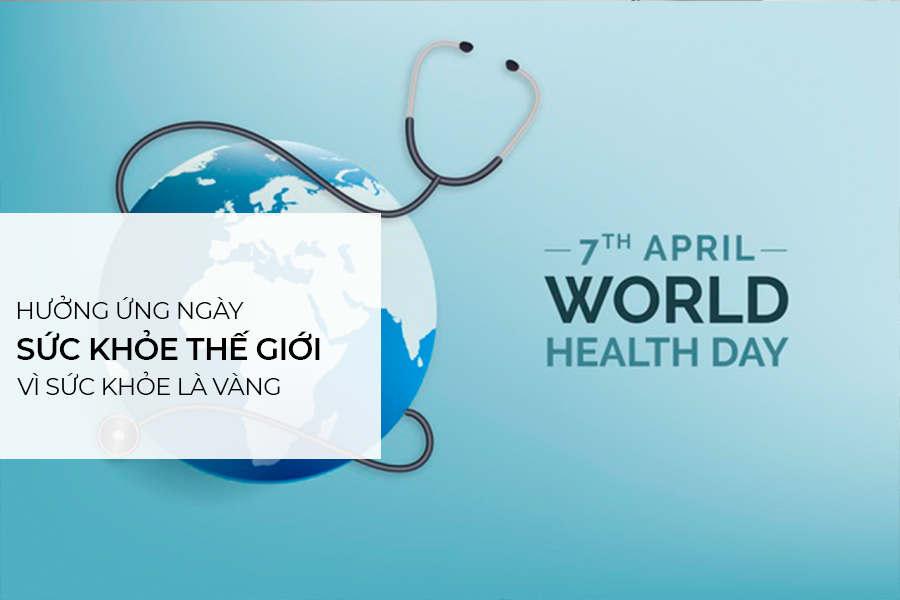 HƯỞNG ỨNG NGÀY
SỨC KHỎE THẾ GIỚI
VÌ SỨC KHỎE LÀ VÀNG
7TH APRIL
WORLD
HEALTH DAY